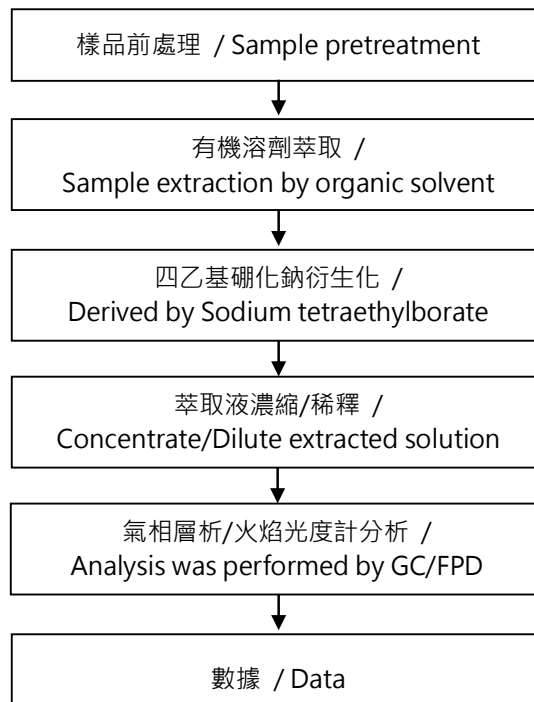 樣品前處理 / Sample pretreatment
有機溶劑萃取 /
Sample extraction by organic solvent
四乙基硼化鈉衍生化 /
Derived by Sodium tetraethylborate
萃取液濃縮/稀釋 /
Concentrate/Dilute extracted solution
氣相層析/火焰光度計分析 /
Analysis was performed by GC/FPD
數據 / Data